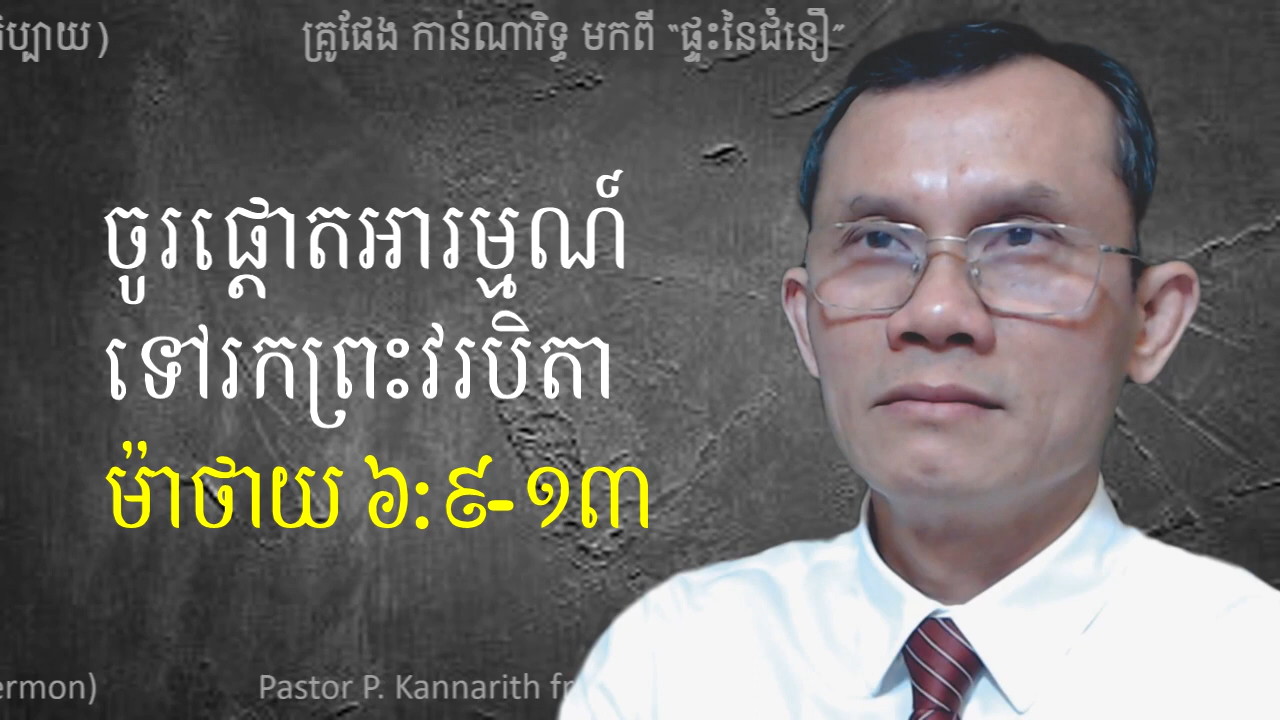 ិប្បាយ) គ្រូផែង កាន់ណារិទ្ធ មកពី “ផ្ទះនៃជំនឿ”
ចូរផ្តោតអារម្មណ៍
ទៅរកព្រះវរបិតា
ម៉ាថាយ ៦:៩-១៣
ermon) Pastor P. Kannarith fr